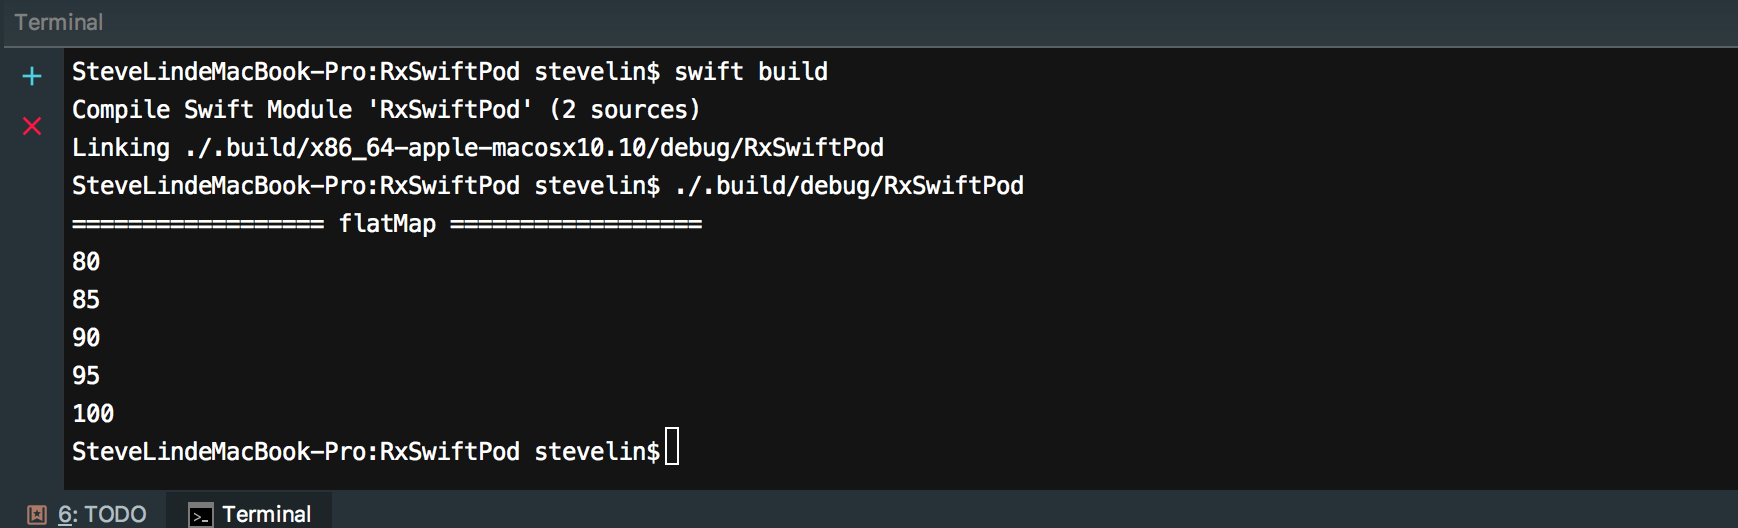 Terminal
SteveLindeMacBook-Pro:RxSwiftPod stevelin$ swift build
Compile Swift Module 'RxSwiftPod' (2 sources)
Linking ./.build/x86_64-apple-macosx10.10/debug/RxSwiftPod
SteveLindeMacBook-Pro:RxSwiftPod stevelin$ ./.build/debug/RxSwiftPod
================== flatMap ==================
80
85
90
95
100
SteveLindeMacBook-Pro:RxSwiftPod stevelin$
6: TODO Terminal